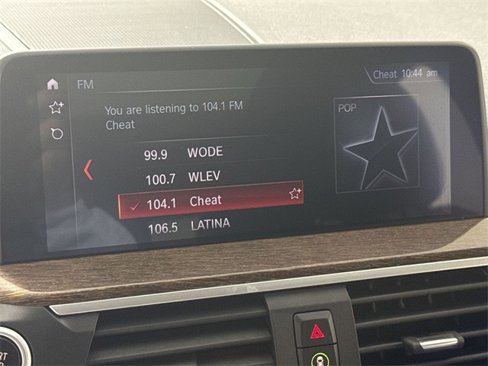 FM
Cheat 10:44 am
You are listening to 104.1 FM
Cheat
POP
99.9 WODE
100.7 WLEV
104.1 Cheat
106.5 LATINA